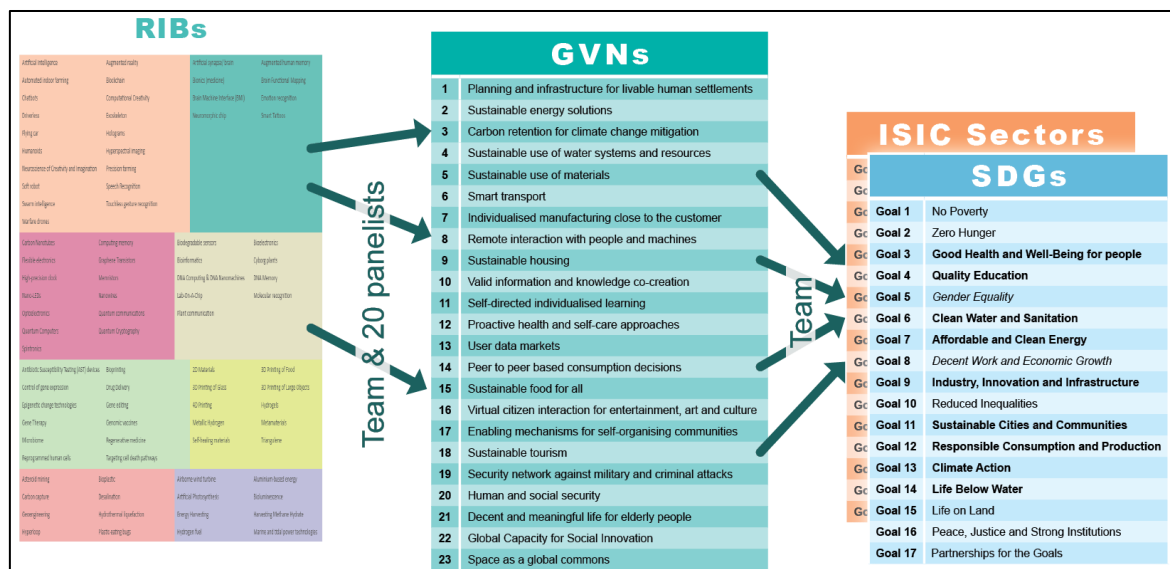 RIBs
Artificial intelligence Augmented reality
Automated indoor farming Blockchain
Chatbots Computational Creativity
Driverless Exoskeleton
Flying car Holograms
Humanoids Hyperspectral imaging
Neuroscience of Creativity and Imagination Precision farming
Soft robot Speech Recognition
Swarm intelligence Touchless gesture recognition
Warfare drones
Artificial synapse/brain Augmented human memory
Bionics (medicine) Brain Functional Mapping
Brain Machine Interface (BMI) Emotion recognition
Neuromorphic chip Smart Tattoos
Carbon Nanotubes Computing memory
Flexible electronics Graphene Transistors
High-precision clock Memristors
Nano-LEDs Nanowires
Optoelectronics Quantum communications
Quantum Computers Quantum Cryptography
Spintronics
Biodegradable sensors Bioelectronics
Bioinformatics Cyborg plants
DNA Computing & DNA Nanomachines DNA Memory
Lab-On-A-Chip Molecular recognition
Plant communication
Antibiotic Susceptibility Testing (AST) devices Bioprinting
Control of gene expression Drug Delivery
Epigenetic change technologies Gene editing
Gene Therapy Genomic vaccines
Microbiome Regenerative medicine
Reprogrammed human cells Targeting cell death pathways
2D Materials 3D Printing of Food
3D Printing of Glass 3D Printing of Large Objects
4D Printing Hydrogels
Metallic Hydrogen Metamaterials
Self-healing materials Triangulene
Asteroid mining Bioplastic
Carbon capture Desalination
Geoengineering Hydrothermal liquefaction
Hyperloop Plastic eating bugs
Airborne wind turbine Aluminum-based energy
Artificial Photosynthesis Bioluminescence
Energy Harvesting Harvesting Methane Hydrate
Hydrogen fuel Marine and tidal power technologies
Team & 20 panelists
GVNs
1 Planning and infrastructure for livable human settlements
2 Sustainable energy solutions
3 Carbon retention for climate change mitigation
4 Sustainable use of water systems and resources
5 Sustainable use of materials
6 Smart transport
7 Individualised manufacturing close to the customer
8 Remote interaction with people and machines
9 Sustainable housing
10 Valid information and knowledge co-creation
11 Self-directed individualised learning
12 Proactive health and self-care approaches
13 User data markets
14 Peer to peer based consumption decisions
15 Sustainable food for all
16 Virtual citizen interaction for entertainment, art and culture
17 Enabling mechanisms for self-organising communities
18 Sustainable tourism
19 Security network against military and criminal attacks
20 Human and social security
21 Decent and meaningful life for elderly people
22 Global Capacity for Social Innovation
23 Space as a global commons
Team
ISIC Sectors
SDGs
Goal 1 No Poverty
Goal 2 Zero Hunger
Goal 3 Good Health and Well-Being for people
Goal 4 Quality Education
Goal 5 Gender Equality
Goal 6 Clean Water and Sanitation
Goal 7 Affordable and Clean Energy
Goal 8 Decent Work and Economic Growth
Goal 9 Industry, Innovation and Infrastructure
Goal 10 Reduced Inequalities
Goal 11 Sustainable Cities and Communities
Goal 12 Responsible Consumption and Production
Goal 13 Climate Action
Goal 14 Life Below Water
Goal 15 Life on Land
Goal 16 Peace, Justice and Strong Institutions
Goal 17 Partnerships for the Goals